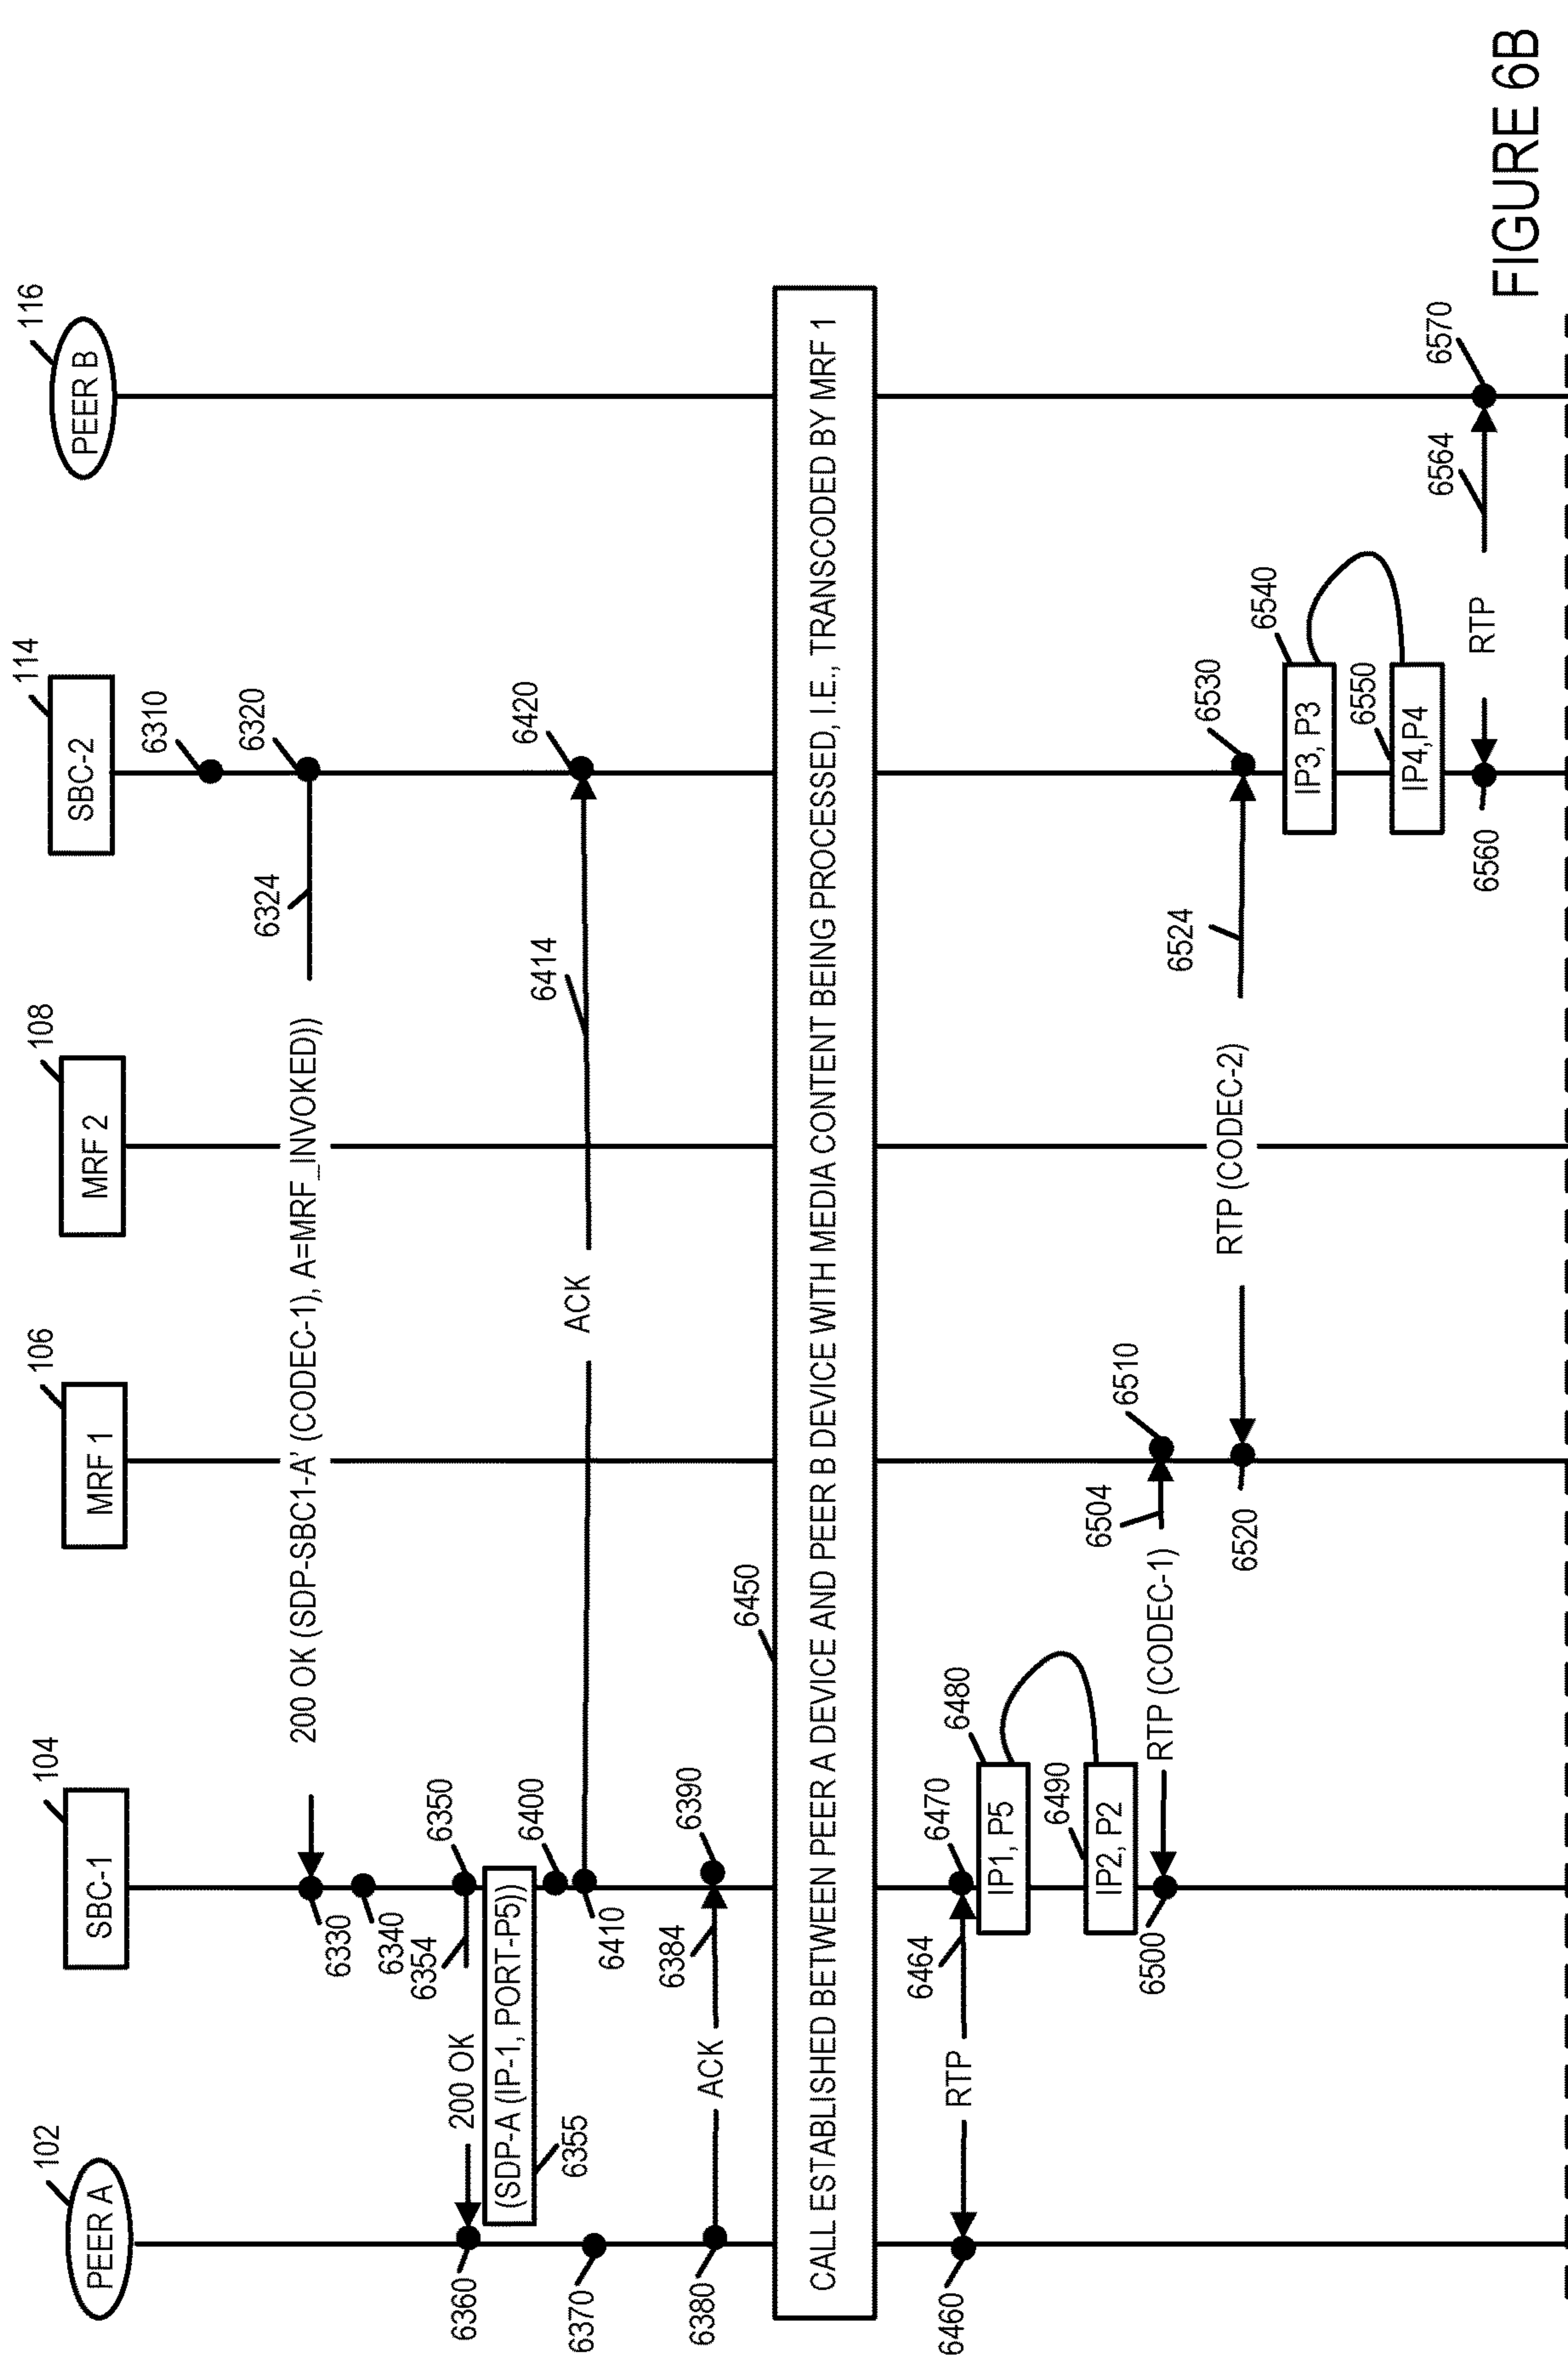 PEER A
102
SBC-1
104
MRF 1
106
MRF 2
108
SBC-2
114
PEER B
116
6310
6320
6324
200 OK (SDP-SBC1-A' (CODEC-1), A=MRF_INVOKED))
6330
6340
6350
6354
200 OK
6360
(SDP-A (IP-1, PORT-P5))
6355
6370
6400
6410
ACK
6414
6420
6380
ACK
6384
6390
6450
CALL ESTABLISHED BETWEEN PEER A DEVICE AND PEER B DEVICE WITH MEDIA CONTENT BEING PROCESSED, I.E., TRANSCODED BY MRF 1
6460
RTP
6464
6470
IP1, P5
6480
IP2, P2
6490
6500
RTP (CODEC-1)
6504
6510
6520
RTP (CODEC-2)
6524
6530
IP3, P3
6540
IP4,P4
6550
6560
RTP
6564
6570
FIGURE 6B